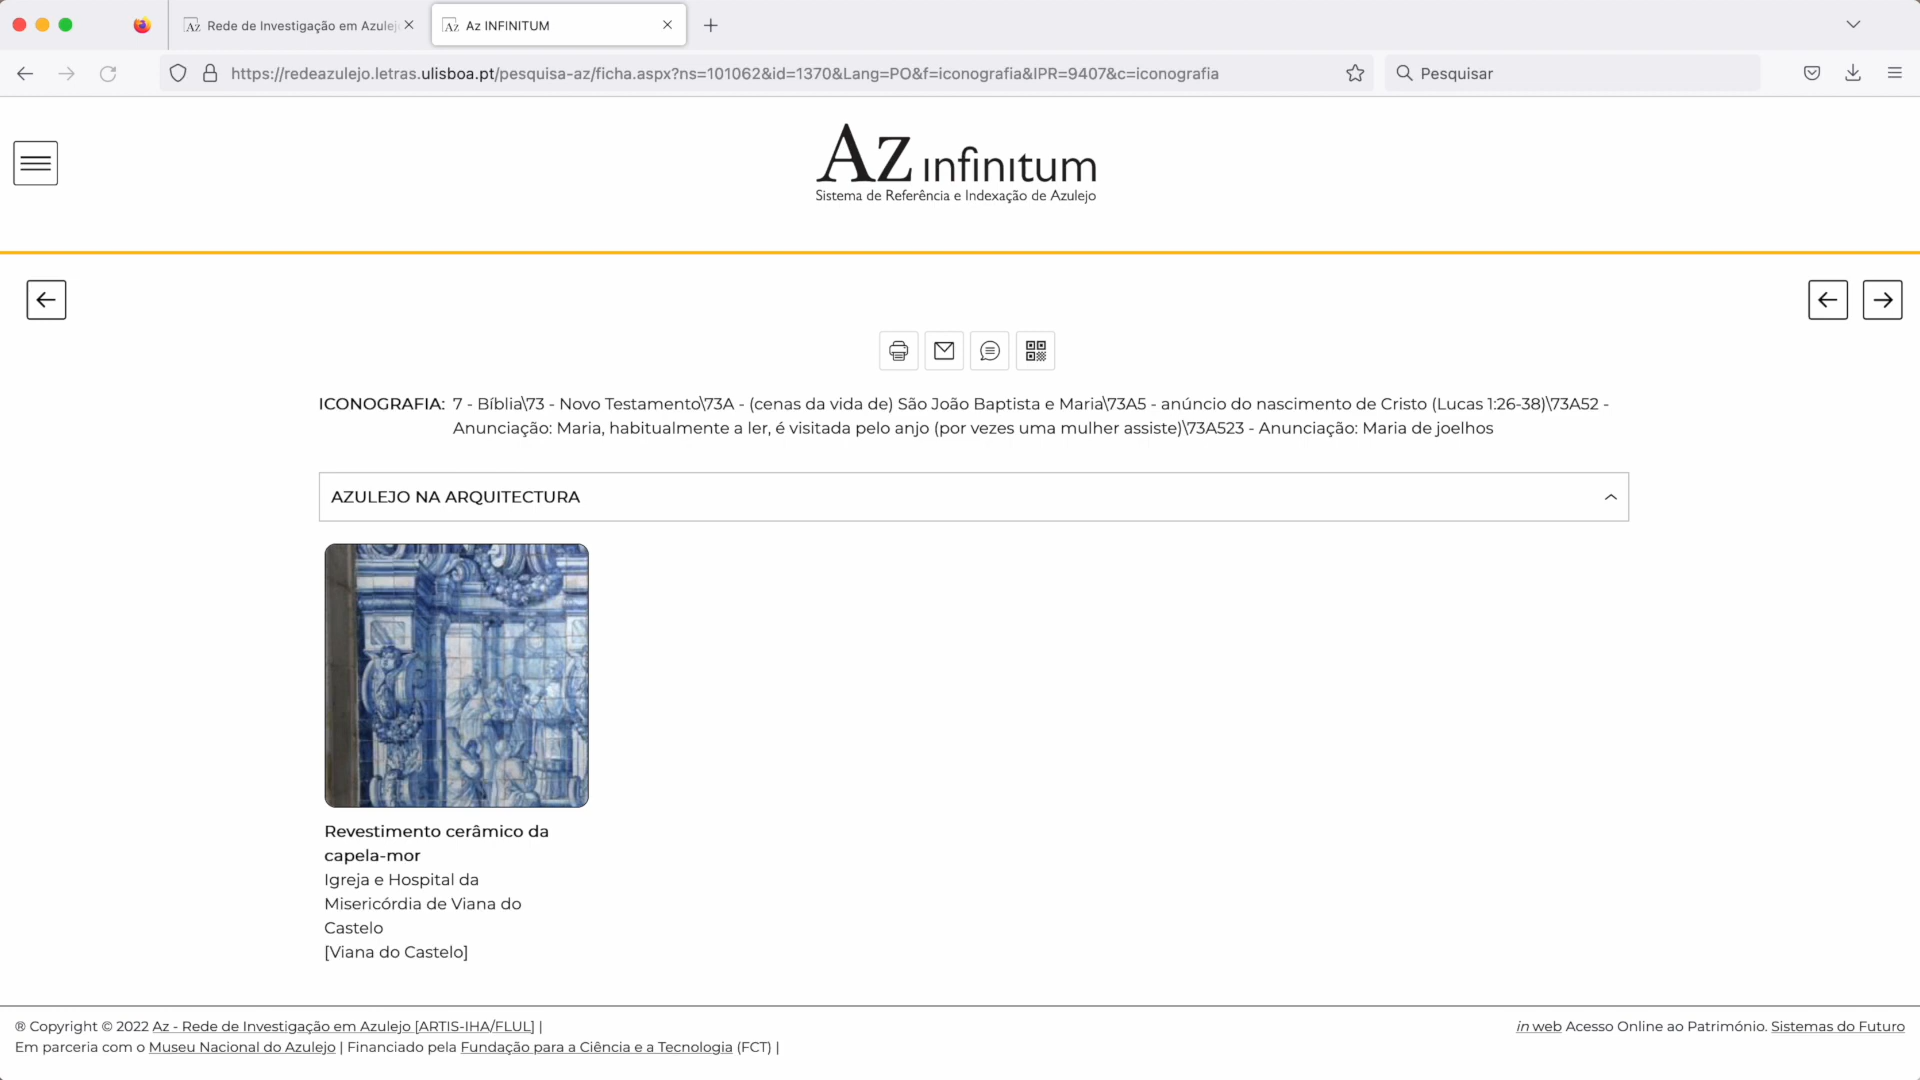 Rede de Investigação em Azulej
Az INFINITUM
https://redeazulejo.letras.ulisboa.pt/pesquisa-az/ficha.aspx?ns=101062&id=1370&Lang=PO&f=iconografia&IPR=9407&c=iconografia
Pesquisar
Az infinitum
Sistema de Referência e Indexação de Azulejo
ICONOGRAFIA: 7 - Bíblia\73 - Novo Testamento\73A - (cenas da vida de) São João Baptista e Maria\73A5 - anúncio do nascimento de Cristo (Lucas 1:26-38)\73A52 -
Anunciação: Maria, habitualmente a ler, é visitada pelo anjo (por vezes uma mulher assiste)\73A523 - Anunciação: Maria de joelhos
AZULEJO NA ARQUITECTURA
Revestimento cerâmico da
capela-mor
Igreja e Hospital da
Misericórdia de Viana do
Castelo
[Viana do Castelo]
® Copyright © 2022 Az - Rede de Investigação em Azulejo [ARTIS-IHA/FLUL] |
in web Acesso Online ao Património. Sistemas do Futuro
Em parceria com o Museu Nacional do Azulejo | Financiado pela Fundação para a Ciência e a Tecnologia (FCT) |